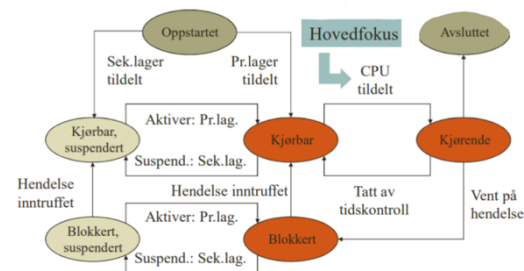 Oppstartet
Hovedfokus
Avsluttet
Sek.lager
tildelt
Pr.lager
tildelt
CPU
tildelt
Kjørbar,
suspendert
Aktiver: Pr.lag.
Suspend.: Sek.lag.
Kjørbar
Kjørende
Hendelse
inntruffet
Hendelse inntruffet
Tatt av
tidskontroll
Vent på
hendelse
Blokkert,
suspendert
Aktiver: Pr.lag.
Suspend.: Sek.lag.
Blokkert